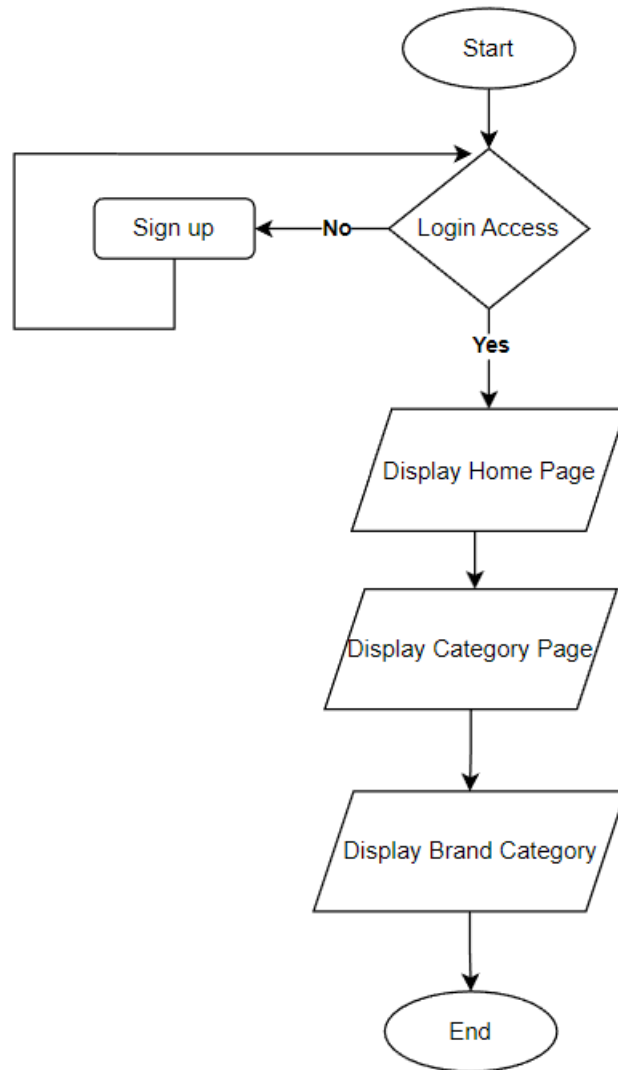 Start
Login Access
No
Sign up
Yes
Display Home Page
Display Category Page
Display Brand Category
End